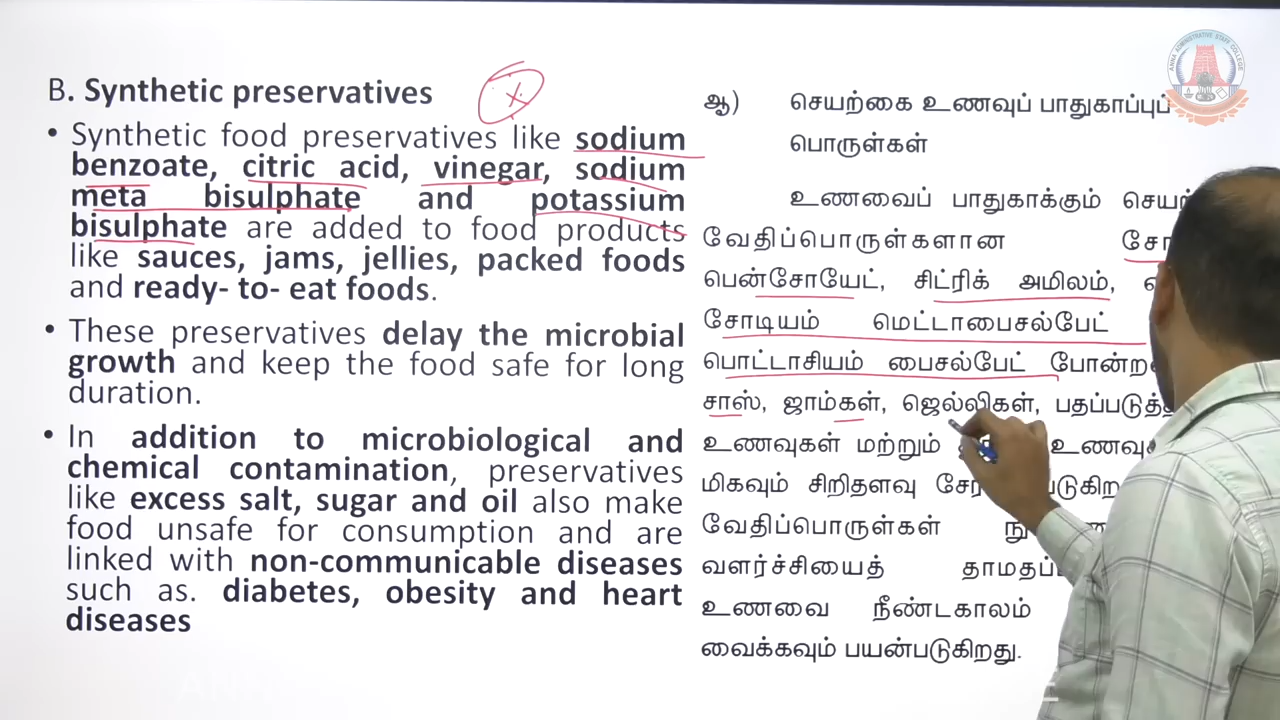 B. Synthetic preservatives
• Synthetic food preservatives like sodium
benzoate, citric acid, vinegar, sodium
meta bisulphate and potassium
bisulphate are added to food products
like sauces, jams, jellies, packed foods
and ready- to- eat foods.
• These preservatives delay the microbial
growth and keep the food safe for long
duration.
• In addition to microbiological and
chemical contamination, preservatives
like excess salt, sugar and oil also make
food unsafe for consumption and are
linked with non-communicable diseases
such as. diabetes, obesity and heart
diseases
ஆ) செயற்கை உணவுப் பாதுகாப்புப்
பொருள்கள்
உணவைப் பாதுகாக்கும்
வேதிப்பொருள்களான
பென்சோயேட், சிட்ரிக் அமிலம்,
சோடியம் மெட்டாபைசல்பேட்
பொட்டாசியம் பைசல்பேட்
சாஸ், ஜாம்கள், ஜெல்லிகள்,
உணவுகள் மற்றும்
மிகவும் சிறிதளவு
வேதிப்பொருள்கள்
வளர்ச்சியைத்
உணவை நீண்டகாலம்
வைக்கவும் பயன்படுகிறது.
ANNA ADMINISTRATIVE STAFF COLLEGE